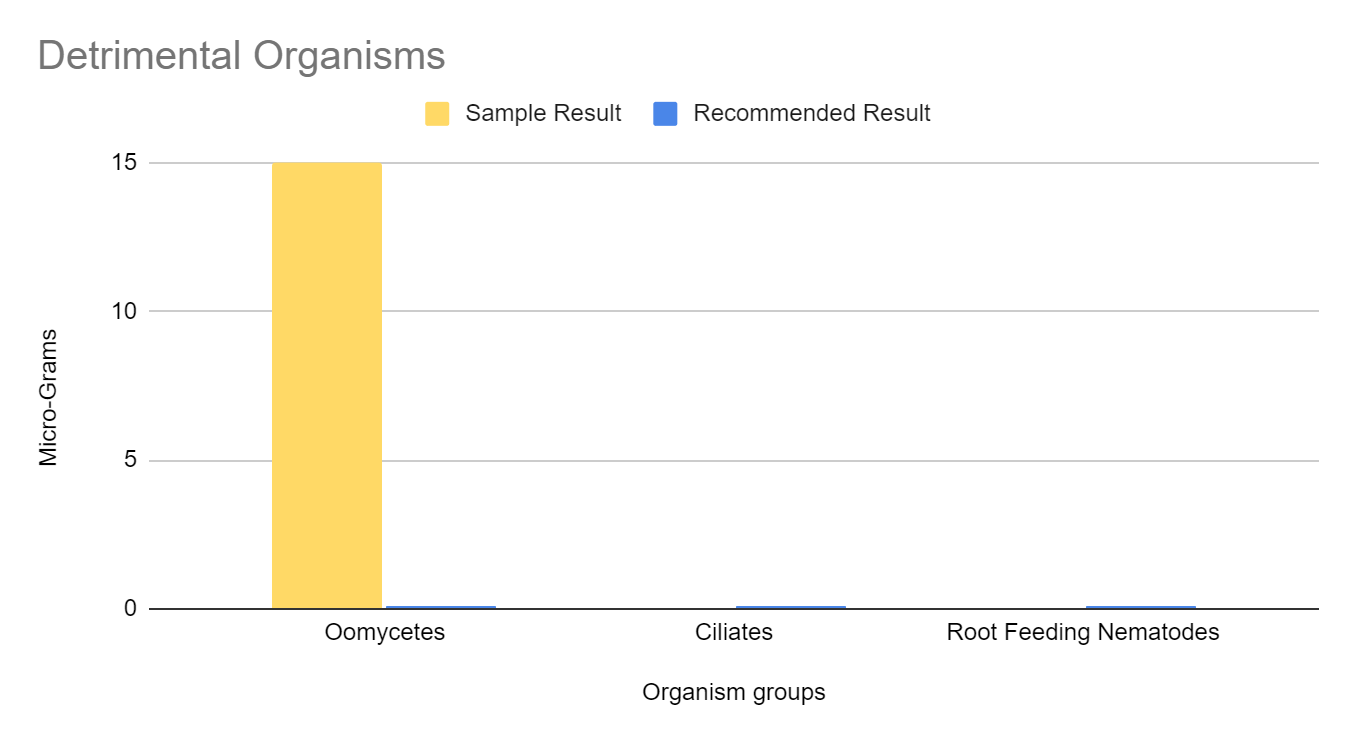 Detrimental Organisms
Sample Result Recommended Result
15
10
5
0
Micro-Grams
Oomycetes Ciliates Root Feeding Nematodes
Organism groups